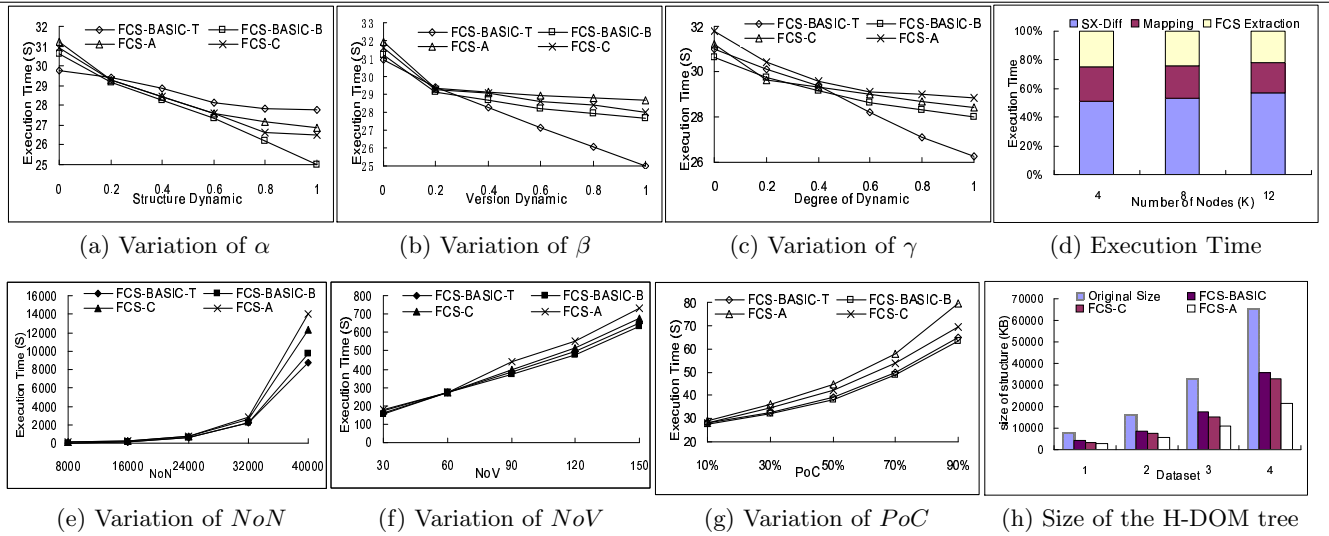 FCS-BASIC-T FCS-BASIC-B
FCS-A FCS-C
Execution Time (S)
32
31
30
29
28
27
26
25
0 0.2 0.4 0.6 0.8 1
Structure Dynamic
(a) Variation of α
FCS-BASIC-T FCS-BASIC-B
FCS-A FCS-C
Execution Time (S)
33
32
31
30
29
28
27
26
25
0 0.2 0.4 0.6 0.8 1
Version Dynamic
(b) Variation of β
FCS-BASIC-T FCS-BASIC-B
FCS-C FCS-A
Execution Time (S)
32
30
28
26
0 0.2 0.4 0.6 0.8 1
Degree of Dynamic
(c) Variation of γ
SX-Diff Mapping FCS Extraction
Execution Time
100%
80%
60%
40%
20%
0%
4 8 12
Number of Nodes (K)
(d) Execution Time
FCS-BASIC-T FCS-BASIC-B
FCS-C FCS-A
Execution Time (S)
16000
14000
12000
10000
8000
6000
4000
2000
0
8000 16000 24000 32000 40000
NoN
(e) Variation of NoN
FCS-BASIC-T FCS-BASIC-B
FCS-C FCS-A
Execution Time (S)
800
700
600
500
400
300
200
100
0
30 60 90 120 150
NoV
(f) Variation of NoV
FCS-BASIC-T FCS-BASIC-B
FCS-A FCS-C
Execution Time (S)
80
70
60
50
40
30
20
10% 30% 50% 70% 90%
PoC
(g) Variation of PoC
Original Size FCS-BASIC
FCS-C FCS-A
size of structure (KB)
70000
60000
50000
40000
30000
20000
10000
0
1 2 3 4
Dataset
(h) Size of the H-DOM tree